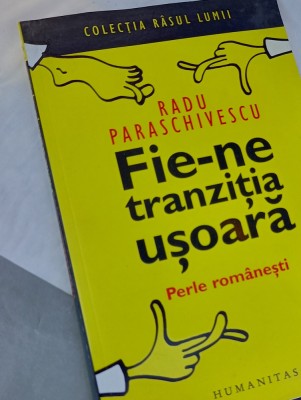 COLECȚIA RÂSUL LUMII
RADU
PARASCHIVESCU
Fie-ne
tranziția
ușoară
Perle românești
HUMANITAS